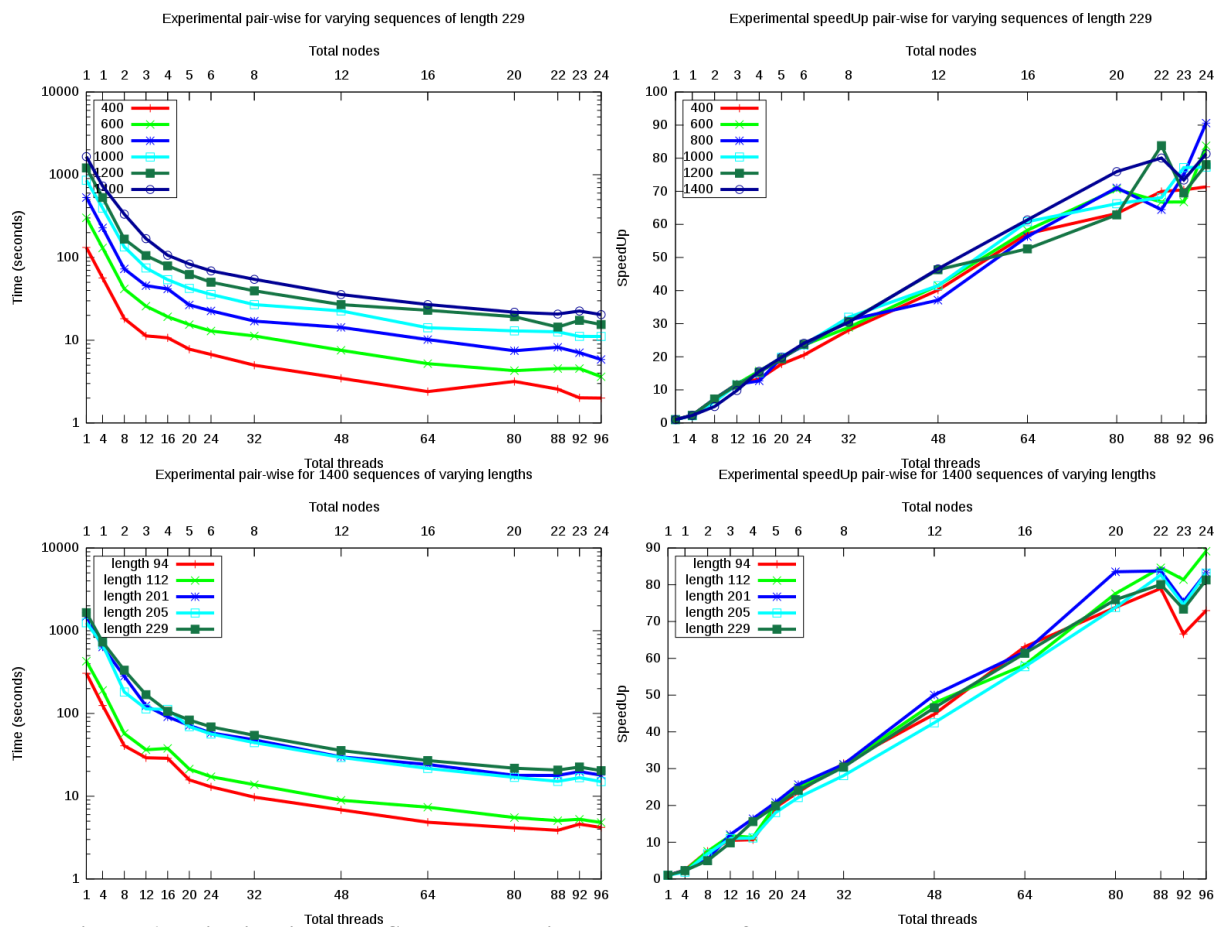 Experimental pair-wise for varying sequences of length 229
Total nodes
1 1 2 3 4 5 6 8 12 16 20 22 23 24
10000
1000
100
10
1
Time (seconds)
400
600
800
1000
1200
1400
1 4 8 12 16 20 24 32 48 64 80 88 92 96
Total threads
Experimental speedUp pair-wise for varying sequences of length 229
Total nodes
1 1 2 3 4 5 6 8 12 16 20 22 23 24
100
90
80
70
60
50
40
30
20
10
0
SpeedUp
400
600
800
1000
1200
1400
1 4 8 12 16 20 24 32 48 64 80 88 92 96
Total threads
Experimental pair-wise for 1400 sequences of varying lengths
Total nodes
1 1 2 3 4 5 6 8 12 16 20 22 23 24
10000
1000
100
10
1
Time (seconds)
length 94
length 112
length 201
length 205
length 229
1 4 8 12 16 20 24 32 48 64 80 88 92 96
Total threads
Experimental speedUp pair-wise for 1400 sequences of varying lengths
Total nodes
1 1 2 3 4 5 6 8 12 16 20 22 23 24
90
80
70
60
50
40
30
20
10
0
SpeedUp
length 94
length 112
length 201
length 205
length 229
1 4 8 12 16 20 24 32 48 64 80 88 92 96
Total threads